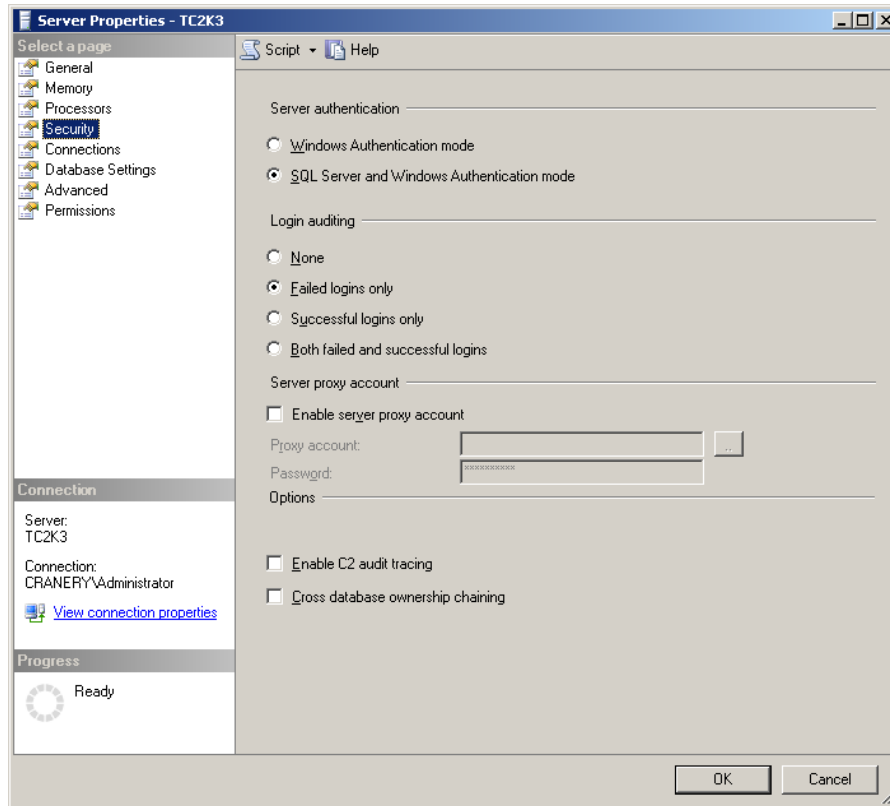 Server Properties - TC2K3
Select a page
General
Memory
Processors
Security
Connections
Database Settings
Advanced
Permissions
Script Help
Server authentication
Windows Authentication mode
SQL Server and Windows Authentication mode
Login auditing
None
Failed logins only
Successful logins only
Both failed and successful logins
Server proxy account
Enable server proxy account
Proxy account:
..
Password: **********
Options
Enable C2 audit tracing
Cross database ownership chaining
Connection
Server:
TC2K3
Connection:
CRANERY\Administrator
View connection properties
Progress
Ready
OK Cancel